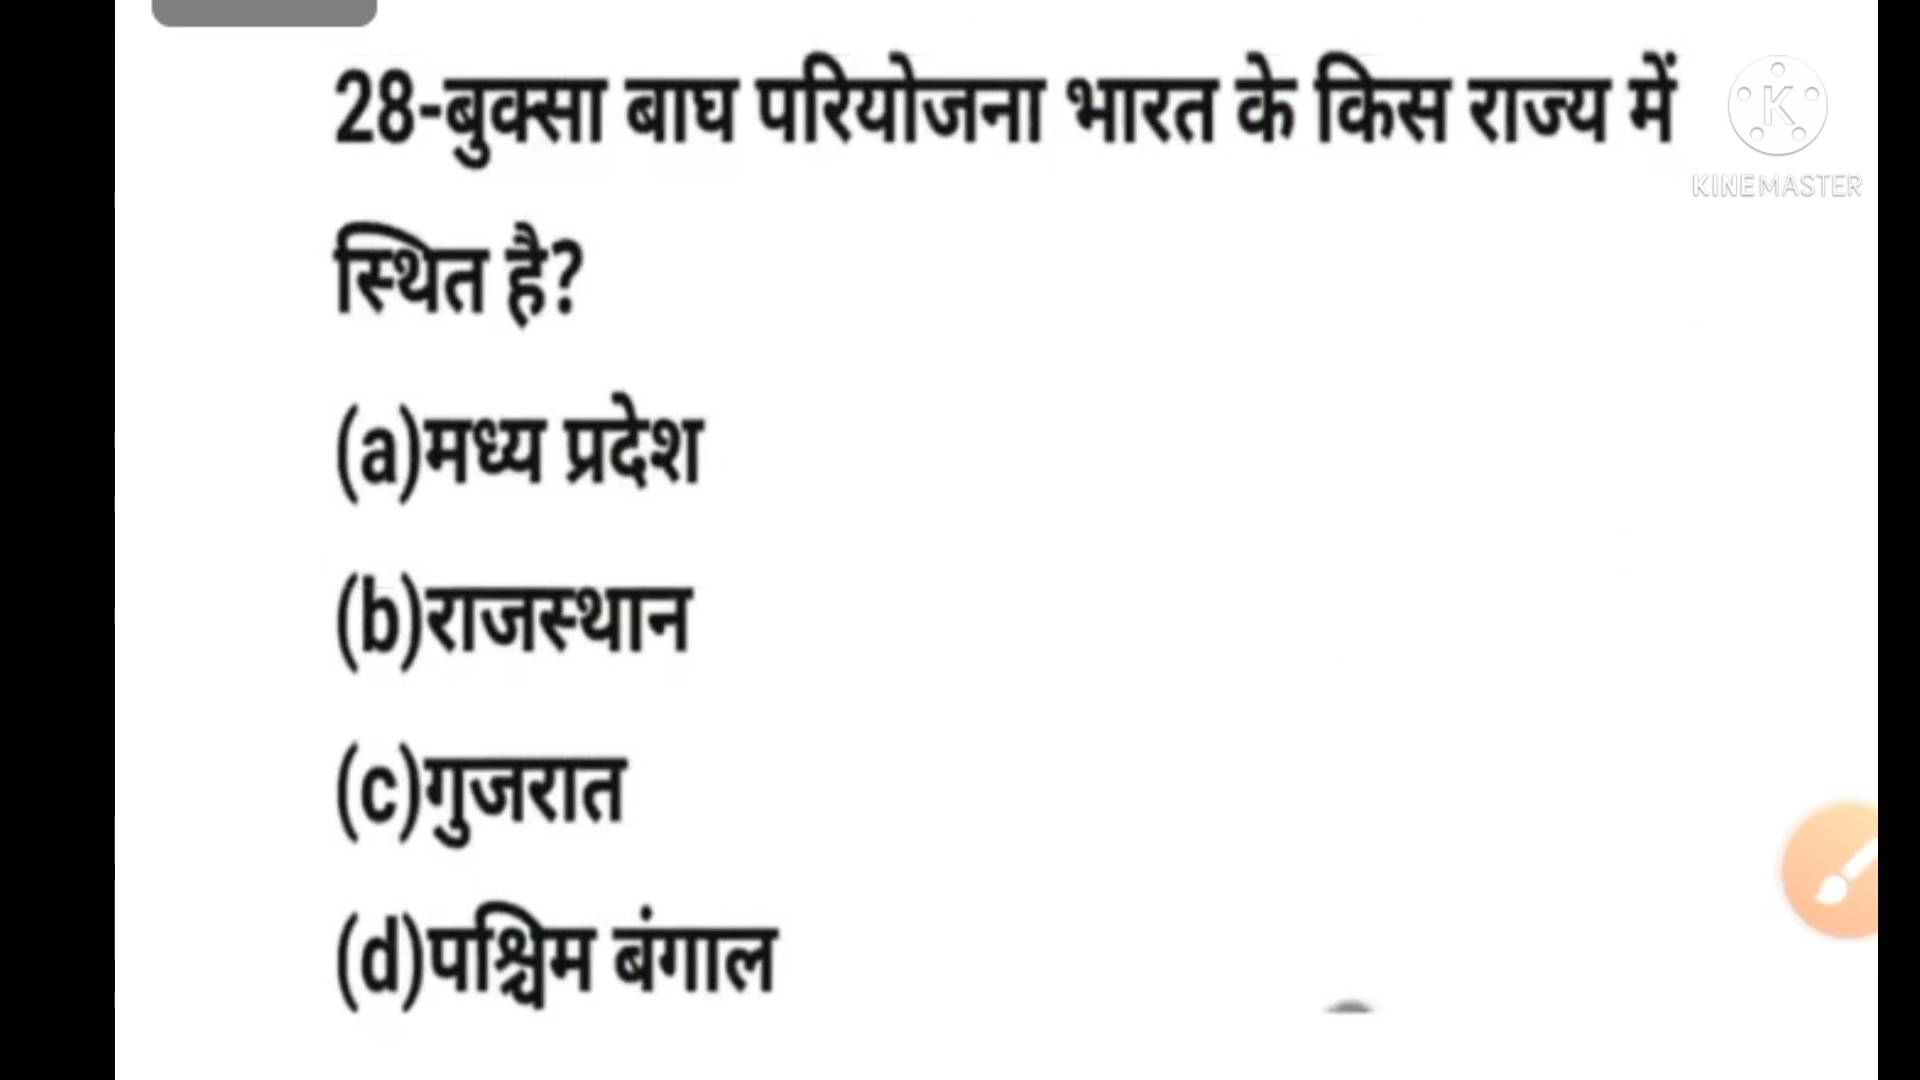 28-बुक्सा बाघ परियोजना भारत के किस राज्य में
स्थित है?
(a)मध्य प्रदेश
(b)राजस्थान
(c)गुजरात
(d)पश्चिम बंगाल
K
KINEMASTER